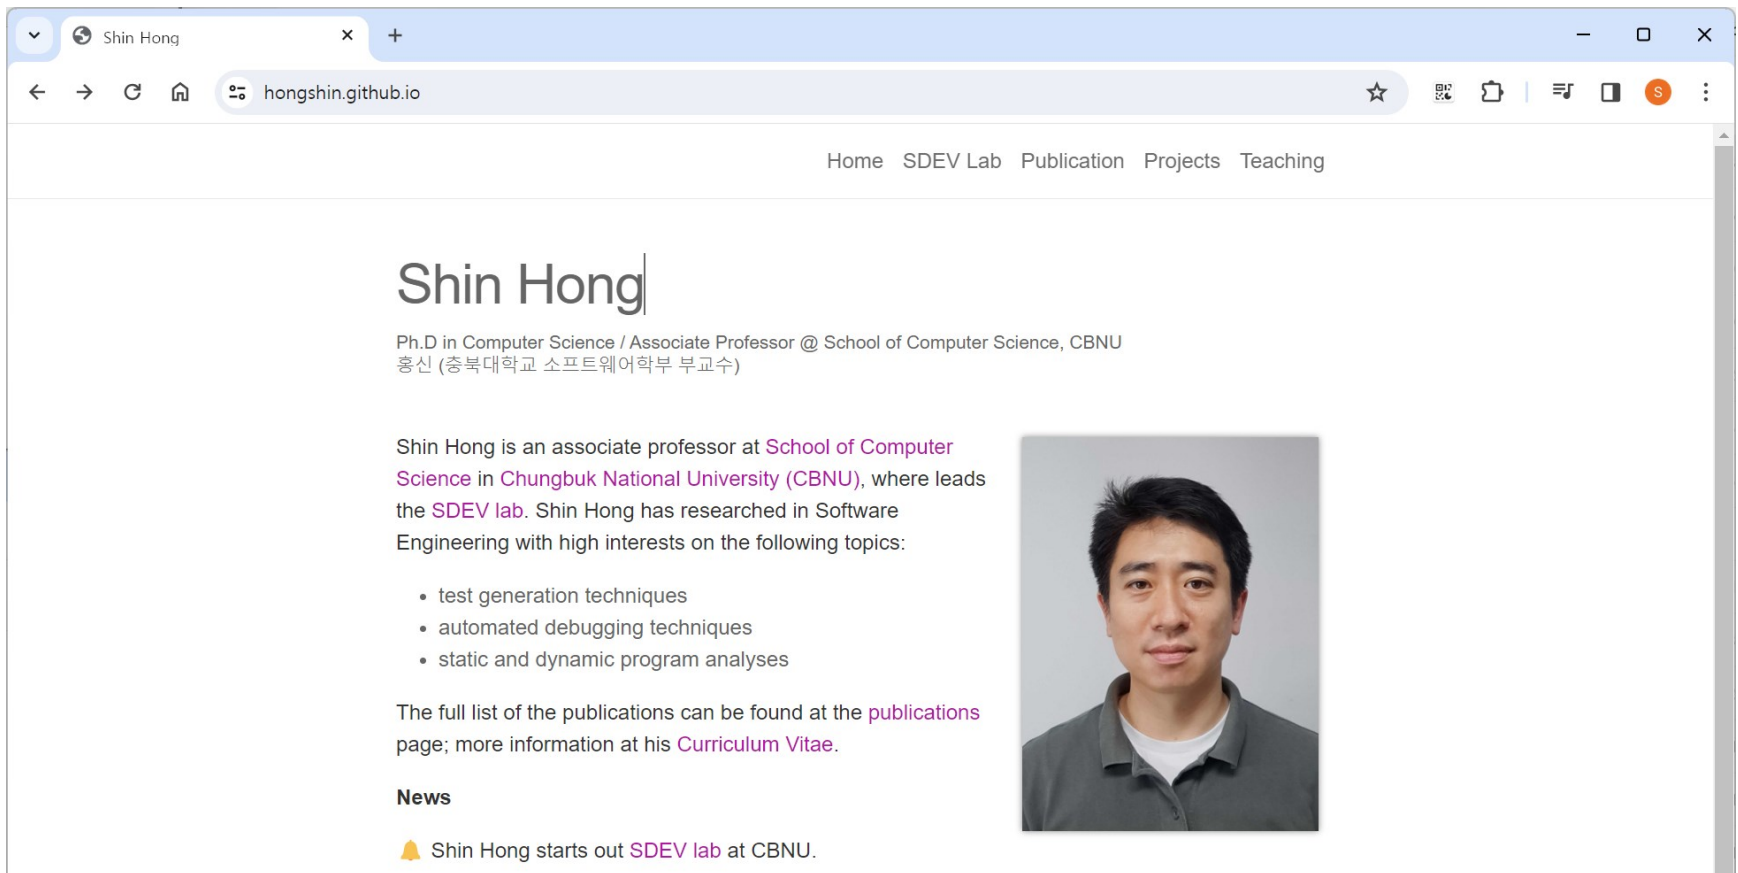 Shin Hong
hongshin.github.io
S
Home SDEV Lab Publication Projects Teaching
Shin Hong
Ph.D in Computer Science / Associate Professor @ School of Computer Science, CBNU
홍신 (충북대학교 소프트웨어학부 부교수)
Shin Hong is an associate professor at School of Computer
Science in Chungbuk National University (CBNU), where leads
the SDEV lab. Shin Hong has researched in Software
Engineering with high interests on the following topics:
• test generation techniques
• automated debugging techniques
• static and dynamic program analyses
The full list of the publications can be found at the publications
page; more information at his Curriculum Vitae.
News
🔔 Shin Hong starts out SDEV lab at CBNU.